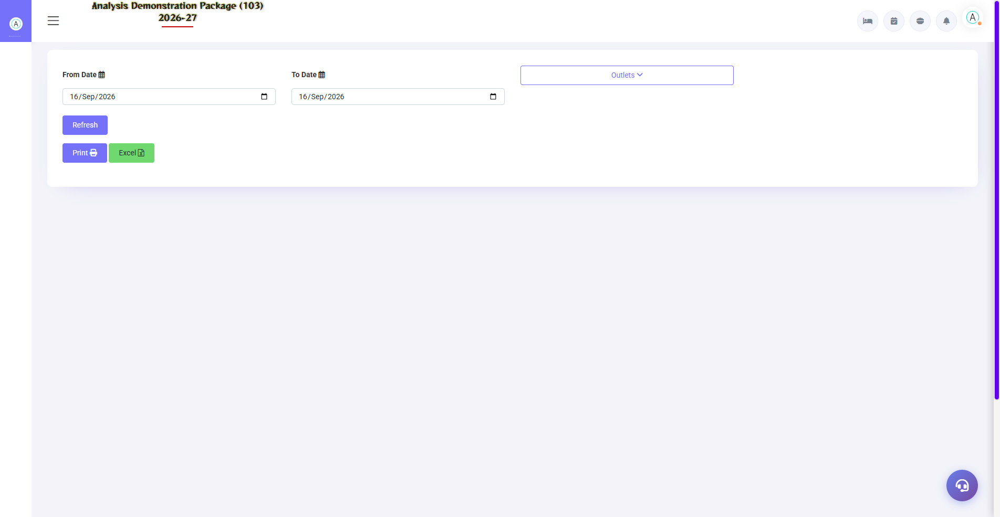 Analysis Demonstration Package (103)
2026-27
A
A
From Date
To Date
Outlets
16/Sep/2026
16/Sep/2026
Refresh
Print
Excel